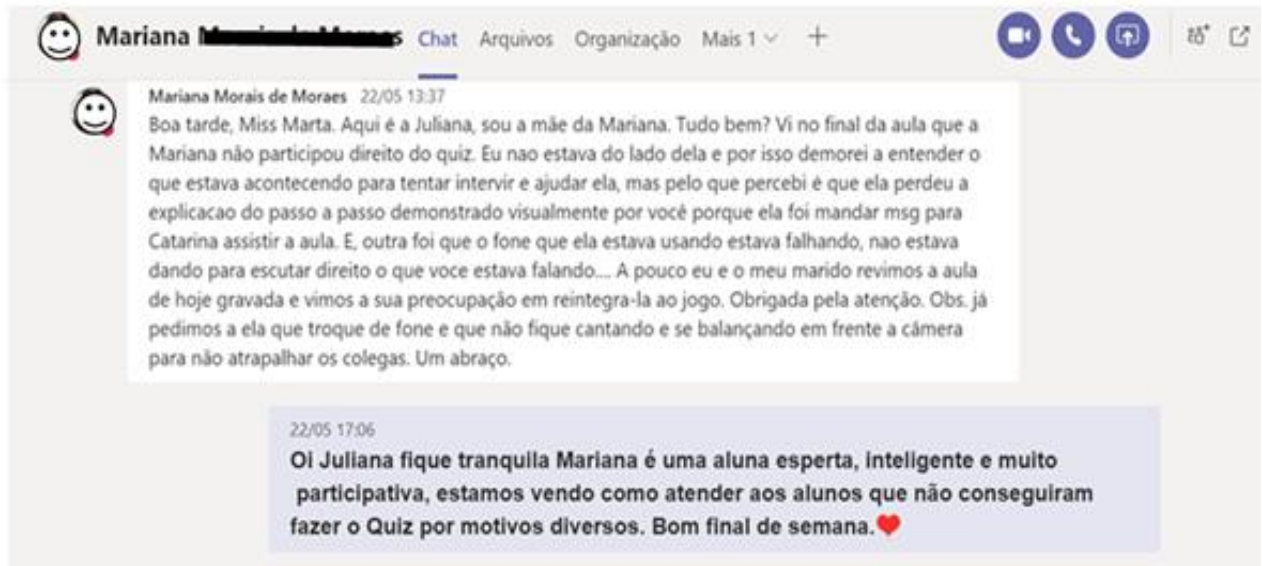 Mariana s Chat Arquivos Organização Mais 1 +
Mariana Morais de Moraes 22/05 13:37
Boa tarde, Miss Marta. Aqui é a Juliana, sou a mãe da Mariana. Tudo bem? Vi no final da aula que a
Mariana não participou direito do quiz. Eu nao estava do lado dela e por isso demorei a entender o
que estava acontecendo para tentar intervir e ajudar ela, mas pelo que percebi é que ela perdeu a
explicacao do passo a passo demonstrado visualmente por você porque ela foi mandar msg para
Catarina assistir a aula. E, outra foi que o fone que ela estava usando estava falhando, nao estava
dando para escutar direito o que voce estava falando.... A pouco eu e o meu marido revimos a aula
de hoje gravada e vimos a sua preocupação em reintegra-la ao jogo. Obrigada pela atenção. Obs. já
pedimos a ela que troque de fone e que não fique cantando e se balançando em frente a câmera
para não atrapalhar os colegas. Um abraço.
22/05 17:06
Oi Juliana fique tranquila Mariana é uma aluna esperta, inteligente e muito
participativa, estamos vendo como atender aos alunos que não conseguiram
fazer o Quiz por motivos diversos. Bom final de semana.❤